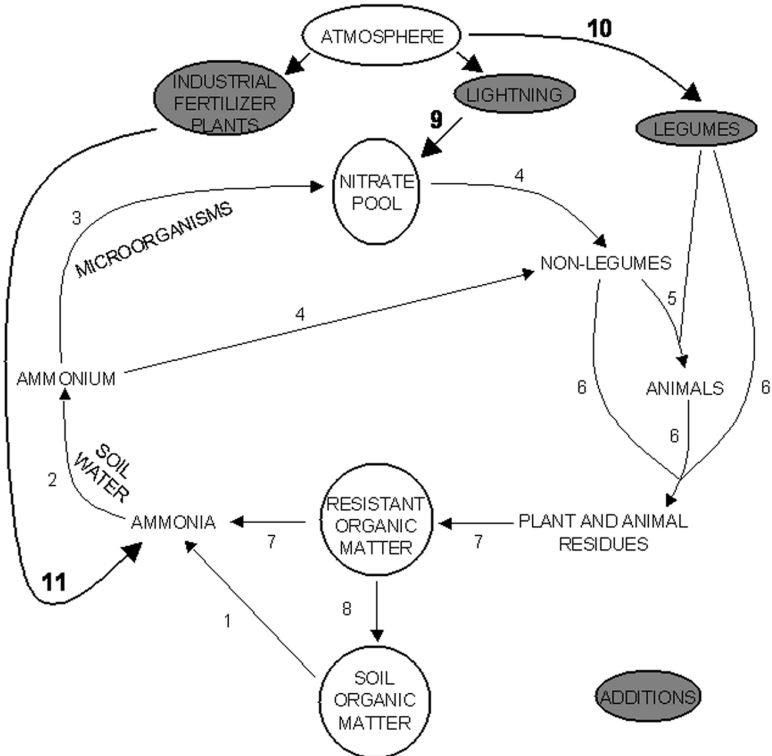 10
ATMOSPHERE
INDUSTRIAL
FERTILIZER
PLANTS
LIGHTNING
LEGUMES
9
NITRATE
POOL
4
3
MICROORGANISMS
NON-LEGUMES
5
4
AMMONIUM
6
ANIMALS
6
6
SOIL
WATER
2
AMMONIA
RESISTANT
ORGANIC
MATTER
PLANT AND ANIMAL
RESIDUES
7
7
11
1
8
SOIL
ORGANIC
MATTER
ADDITIONS